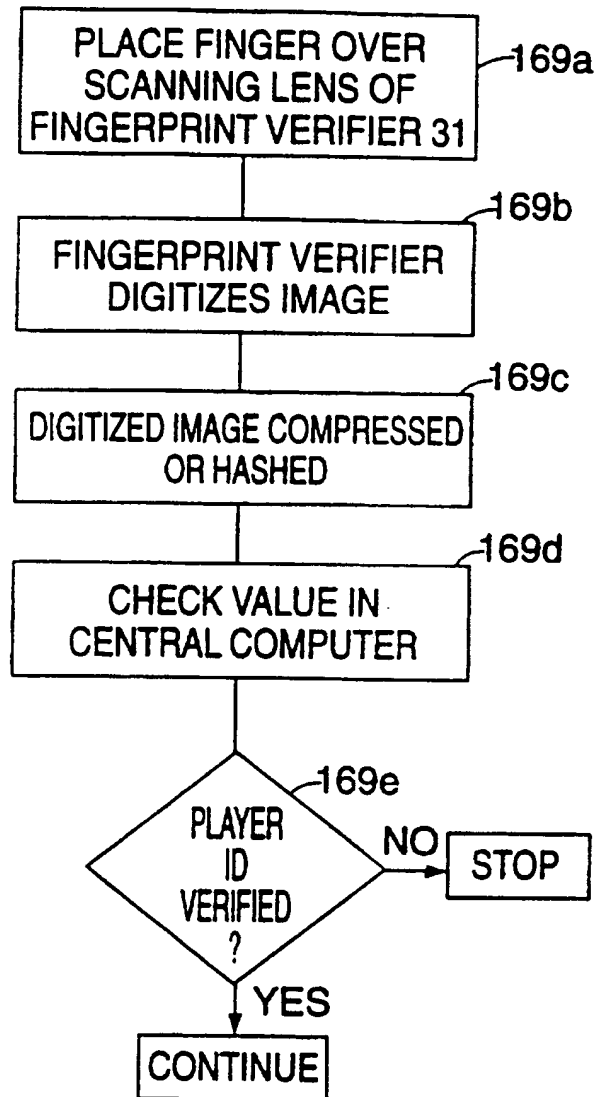 PLACE FINGER OVER
SCANNING LENS OF
FINGERPRINT VERIFIER 31
169a
169b
FINGERPRINT VERIFIER
DIGITIZES IMAGE
169c
DIGITIZED IMAGE COMPRESSED
OR HASHED
169d
CHECK VALUE IN
CENTRAL COMPUTER
169e
PLAYER
ID
VERIFIED
?
NO
STOP
YES
CONTINUE